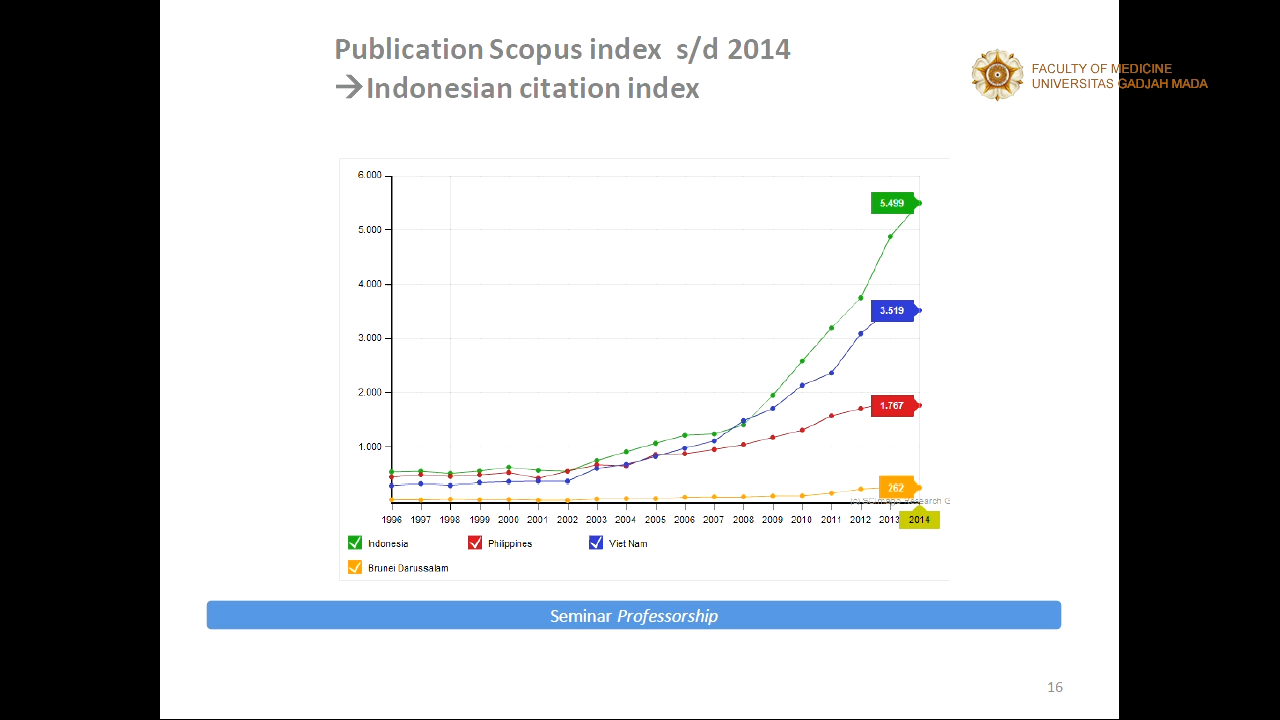 Publication Scopus index s/d 2014
→Indonesian citation index
FACULTY OF MEDICINE
UNIVERSITAS GADJAH MADA
6.000
5.000
4.000
3.000
2.000
1.000
5.499
3.519
1.767
262
1996 1997 1998 1999 2000 2001 2002 2003 2004 2005 2006 2007 2008 2009 2010 2011 2012 2013 2014
Indonesia Philippines Viet Nam
Brunei Darussalam
Seminar Professorship
16